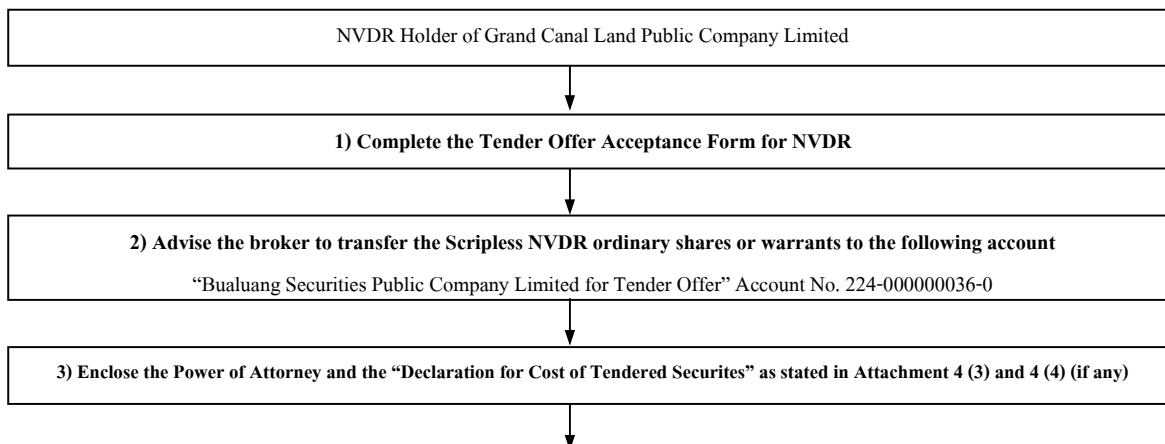 NVDR Holder of Grand Canal Land Public Company Limited
1) Complete the Tender Offer Acceptance Form for NVDR
2) Advise the broker to transfer the Scripless NVDR ordinary shares or warrants to the following account
“Bualuang Securities Public Company Limited for Tender Offer” Account No. 224-000000036-0
3) Enclose the Power of Attorney and the “Declaration for Cost of Tendered Securites” as stated in Attachment 4 (3) and 4 (4) (if any)